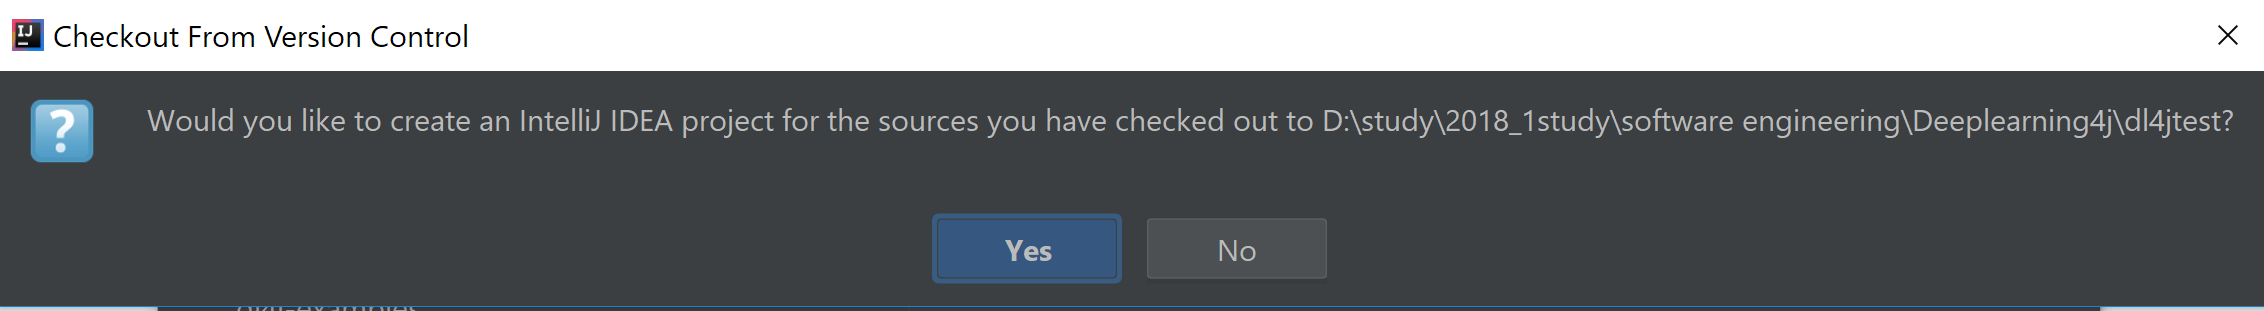 IJ
Checkout From Version Control
Would you like to create an IntelliJ IDEA project for the sources you have checked out to D:\study\2018_1study\software engineering\Deeplearning4j\dl4jtest?
Yes
No